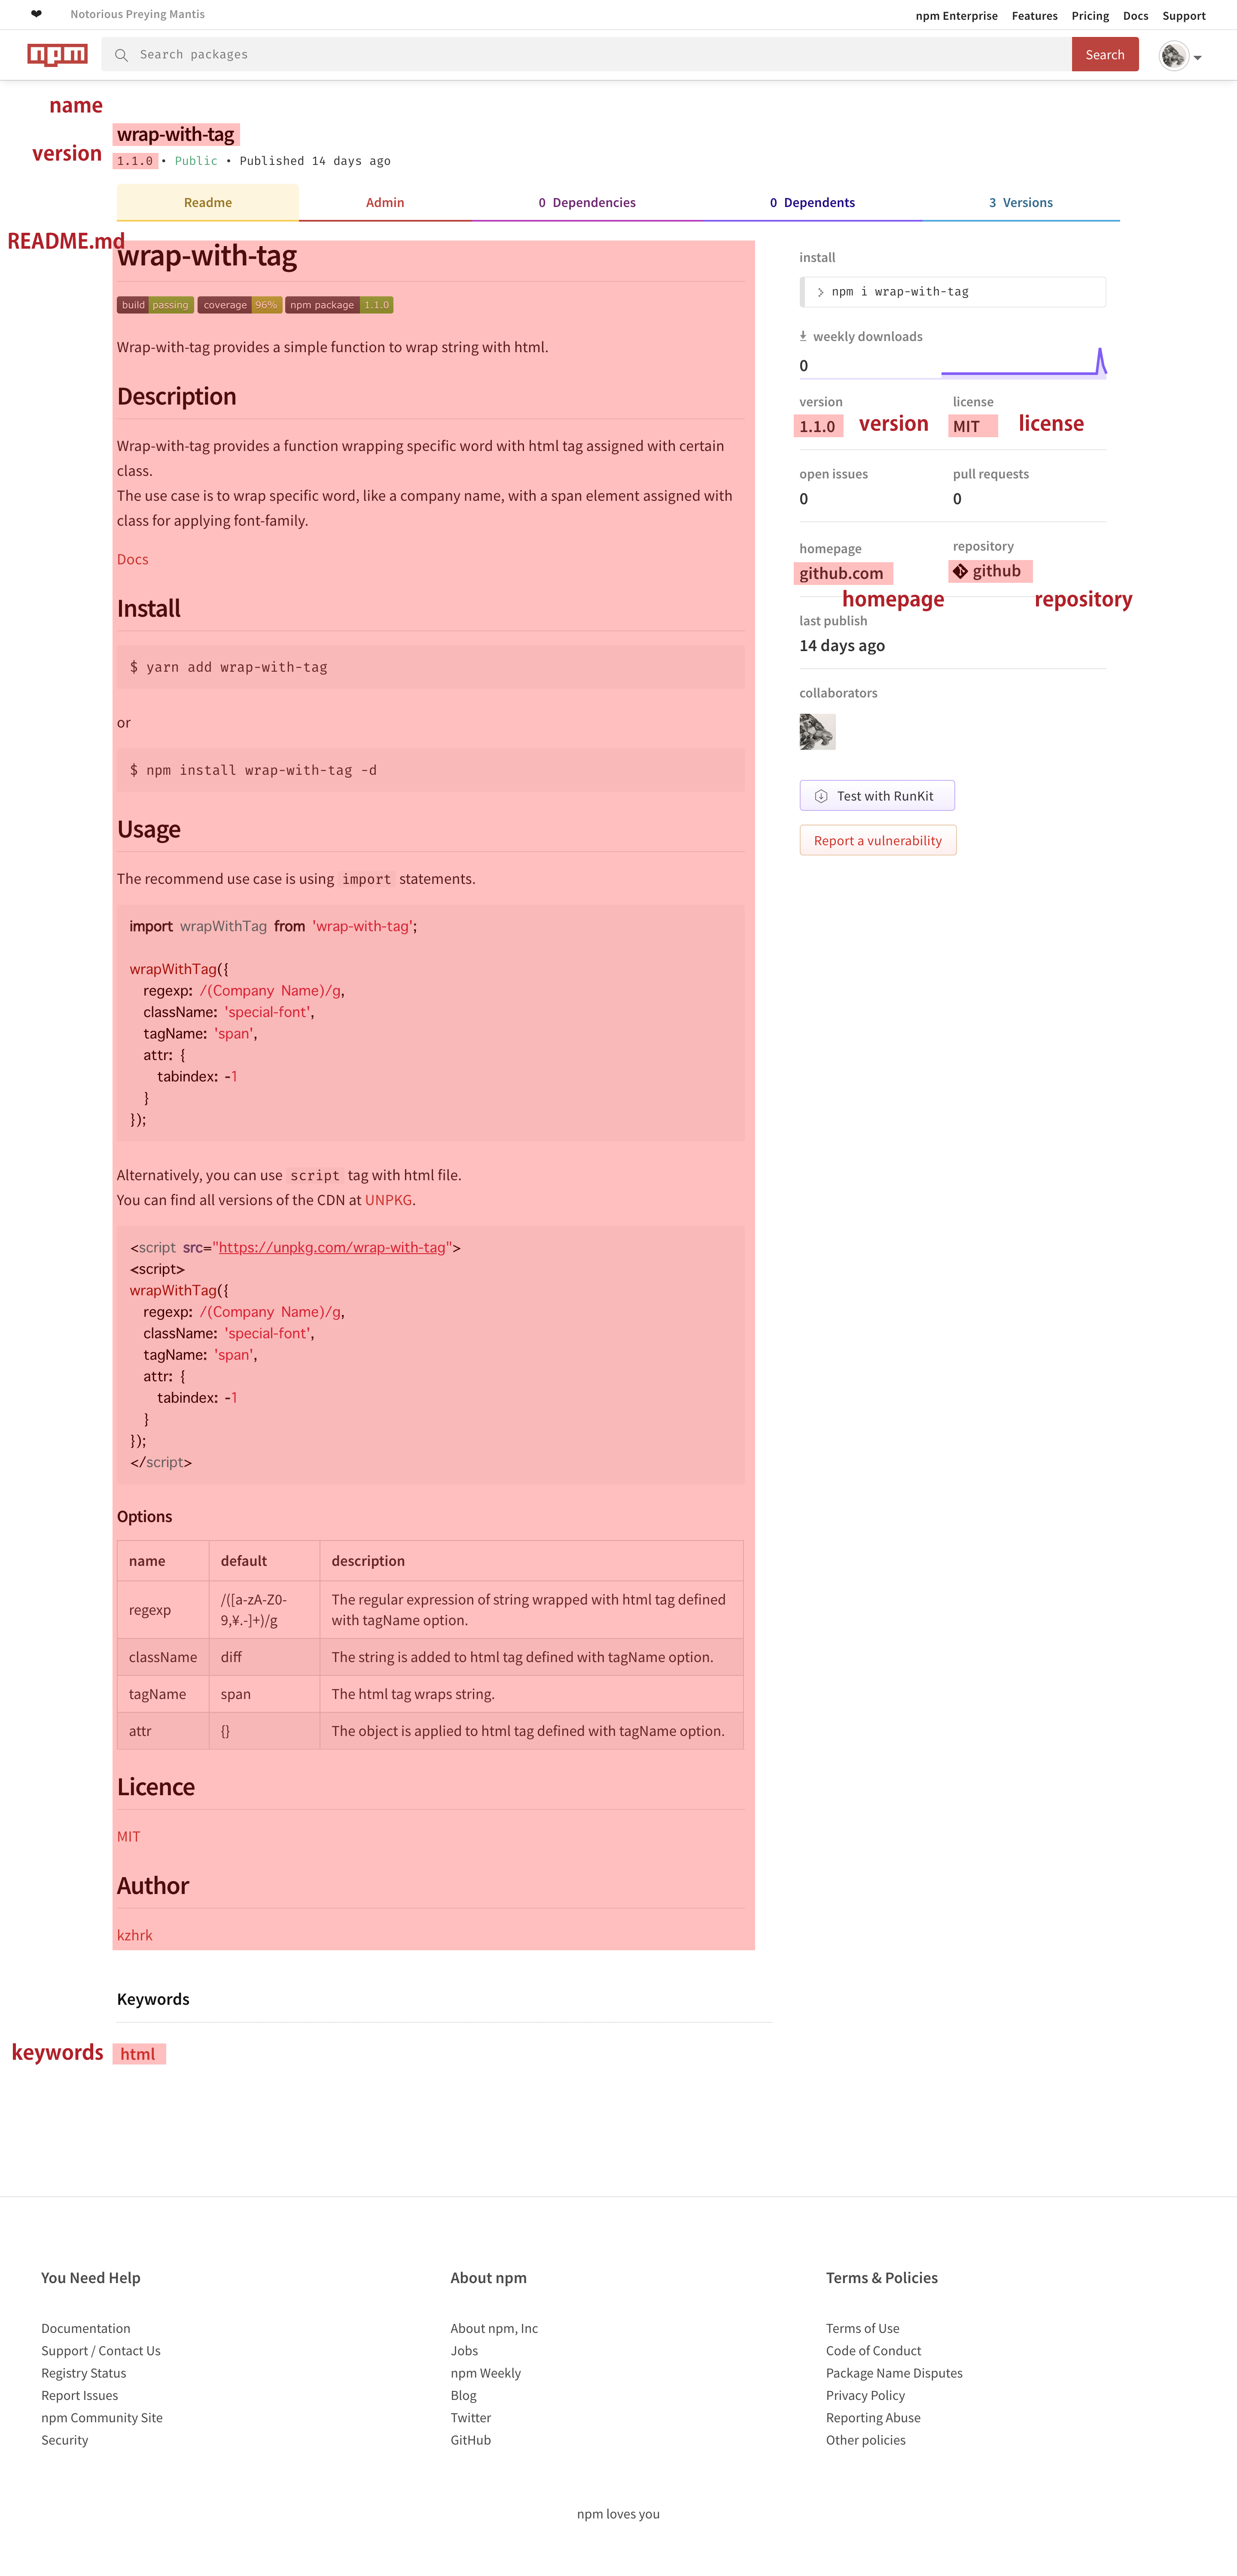 ❤ Notorious Preying Mantis
npm Enterprise Features Pricing Docs Support
npm Search packages Search
name
wrap-with-tag
version
1.1.0 • Public • Published 14 days ago
Readme Admin 0 Dependencies 0 Dependents 3 Versions
README.md
wrap-with-tag
build passing coverage 96% npm package 1.1.0
Wrap-with-tag provides a simple function to wrap string with html.
Description
Wrap-with-tag provides a function wrapping specific word with html tag assigned with certain
class.
The use case is to wrap specific word, like a company name, with a span element assigned with
class for applying font-family.
Docs
Install
$ yarn add wrap-with-tag
or
$ npm install wrap-with-tag -d
Usage
The recommend use case is using import statements.
import wrapWithTag from 'wrap-with-tag';
wrapWithTag({
regexp: /(Company Name)/g,
className: 'special-font',
tagName: 'span',
attr: {
tabindex: -1
}
});
Alternatively, you can use script tag with html file.
You can find all versions of the CDN at UNPKG.
<script src="https://unpkg.com/wrap-with-tag">
<script>
wrapWithTag({
regexp: /(Company Name)/g,
className: 'special-font',
tagName: 'span',
attr: {
tabindex: -1
}
});
</script>
Options
name default description
regexp /([a-zA-Z0-
9,¥.-]+)/g The regular expression of string wrapped with html tag defined
with tagName option.
className diff The string is added to html tag defined with tagName option.
tagName span The html tag wraps string.
attr {} The object is applied to html tag defined with tagName option.
Licence
MIT
Author
kzhrk
install
> npm i wrap-with-tag
weekly downloads
0
version license
1.1.0 version MIT license
open issues pull requests
0 0
homepage repository
github.com github
homepage repository
last publish
14 days ago
collaborators
Test with RunKit
Report a vulnerability
Keywords
keywords html
You Need Help
Documentation
Support / Contact Us
Registry Status
Report Issues
npm Community Site
Security
About npm
About npm, Inc
Jobs
npm Weekly
Blog
Twitter
GitHub
Terms & Policies
Terms of Use
Code of Conduct
Package Name Disputes
Privacy Policy
Reporting Abuse
Other policies
npm loves you